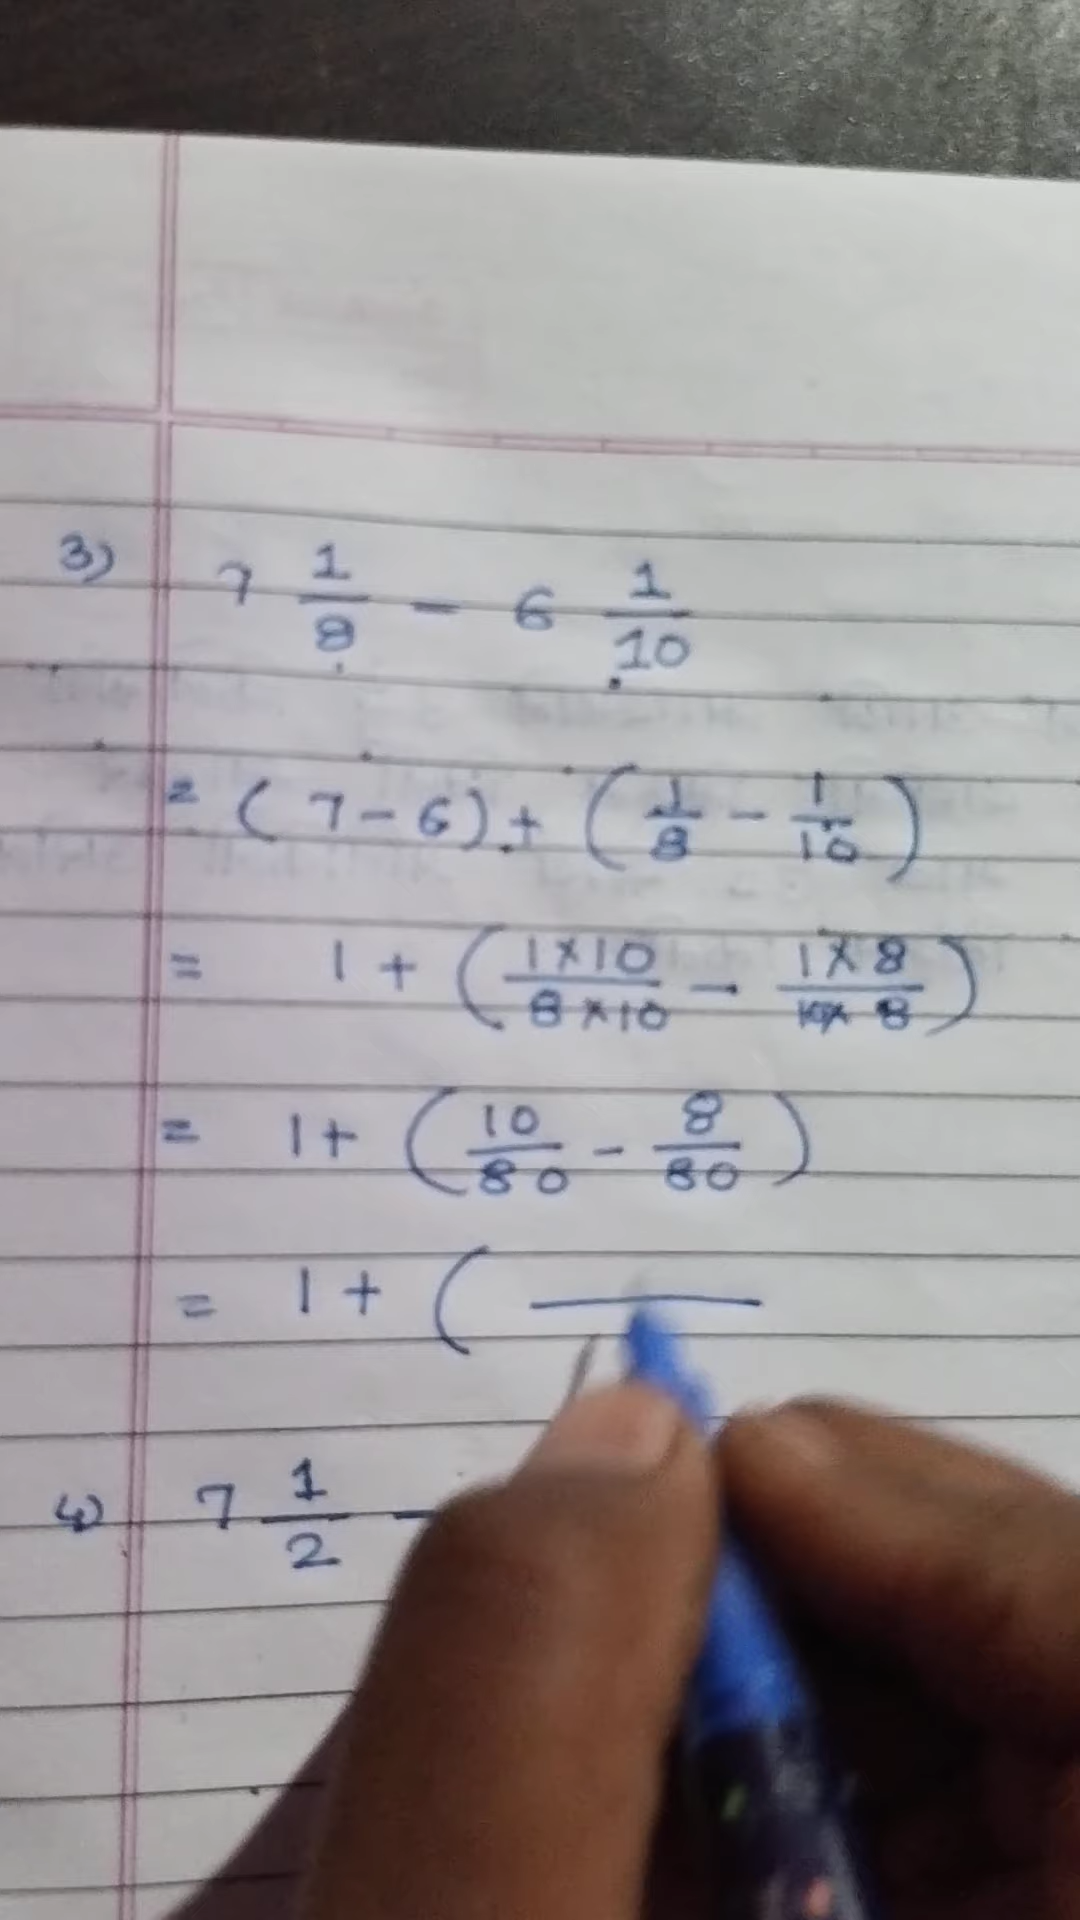 3) 7 1/8 - 6 1/10
= (7-6) + (1/8 - 1/10)
= 1 + (1×10/8×10 - 1×8/10×8)
= 1+ (10/80 - 8/80)
= 1+ (
4) 7 1/2 -